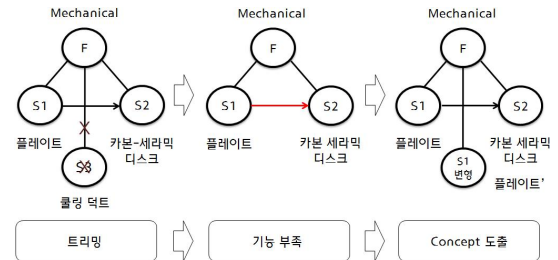 Mechanical
Mechanical
Mechanical
F
F
F
S1
S2
S1
S2
S1
S2
플레이트
카본-세라믹
디스크
플레이트
카본 세라믹
디스크
플레이트
카본 세라믹
디스크
S3
S1
변형
플레이트'
쿨링 덕트
트리밍
기능 부족
Concept 도출